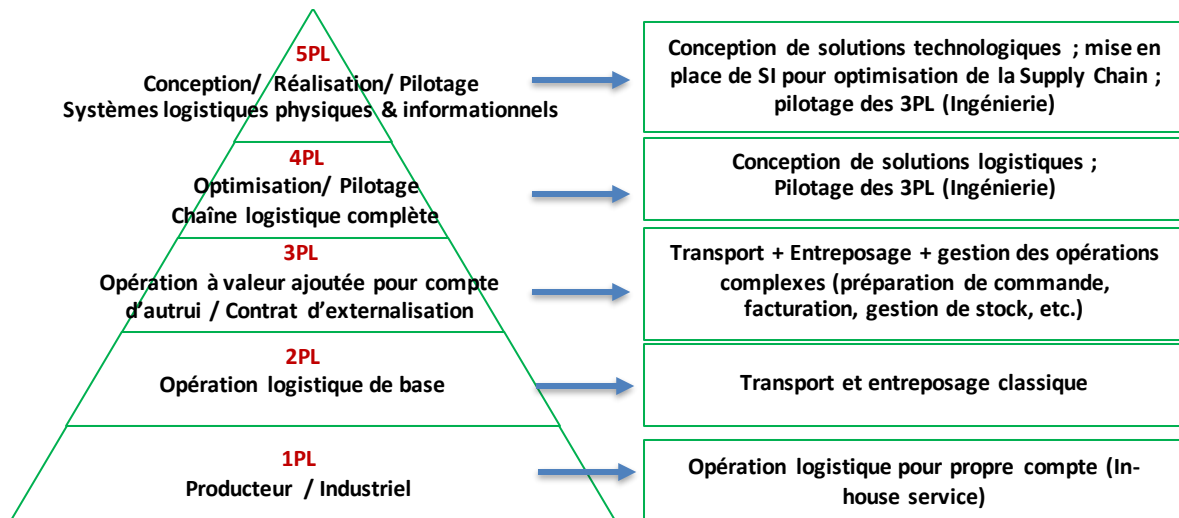 5PL
Conception/ Réalisation/ Pilotage
Systèmes logistiques physiques & informationnels
Conception de solutions technologiques ; mise en
place de SI pour optimisation de la Supply Chain ;
pilotage des 3PL (Ingénierie)
4PL
Optimisation/ Pilotage
Chaîne logistique complète
Conception de solutions logistiques ;
Pilotage des 3PL (Ingénierie)
3PL
Opération à valeur ajoutée pour compte
d'autrui / Contrat d'externalisation
Transport + Entreposage + gestion des opérations
complexes (préparation de commande,
facturation, gestion de stock, etc.)
2PL
Opération logistique de base
Transport et entreposage classique
1PL
Producteur / Industriel
Opération logistique pour propre compte (In-
house service)